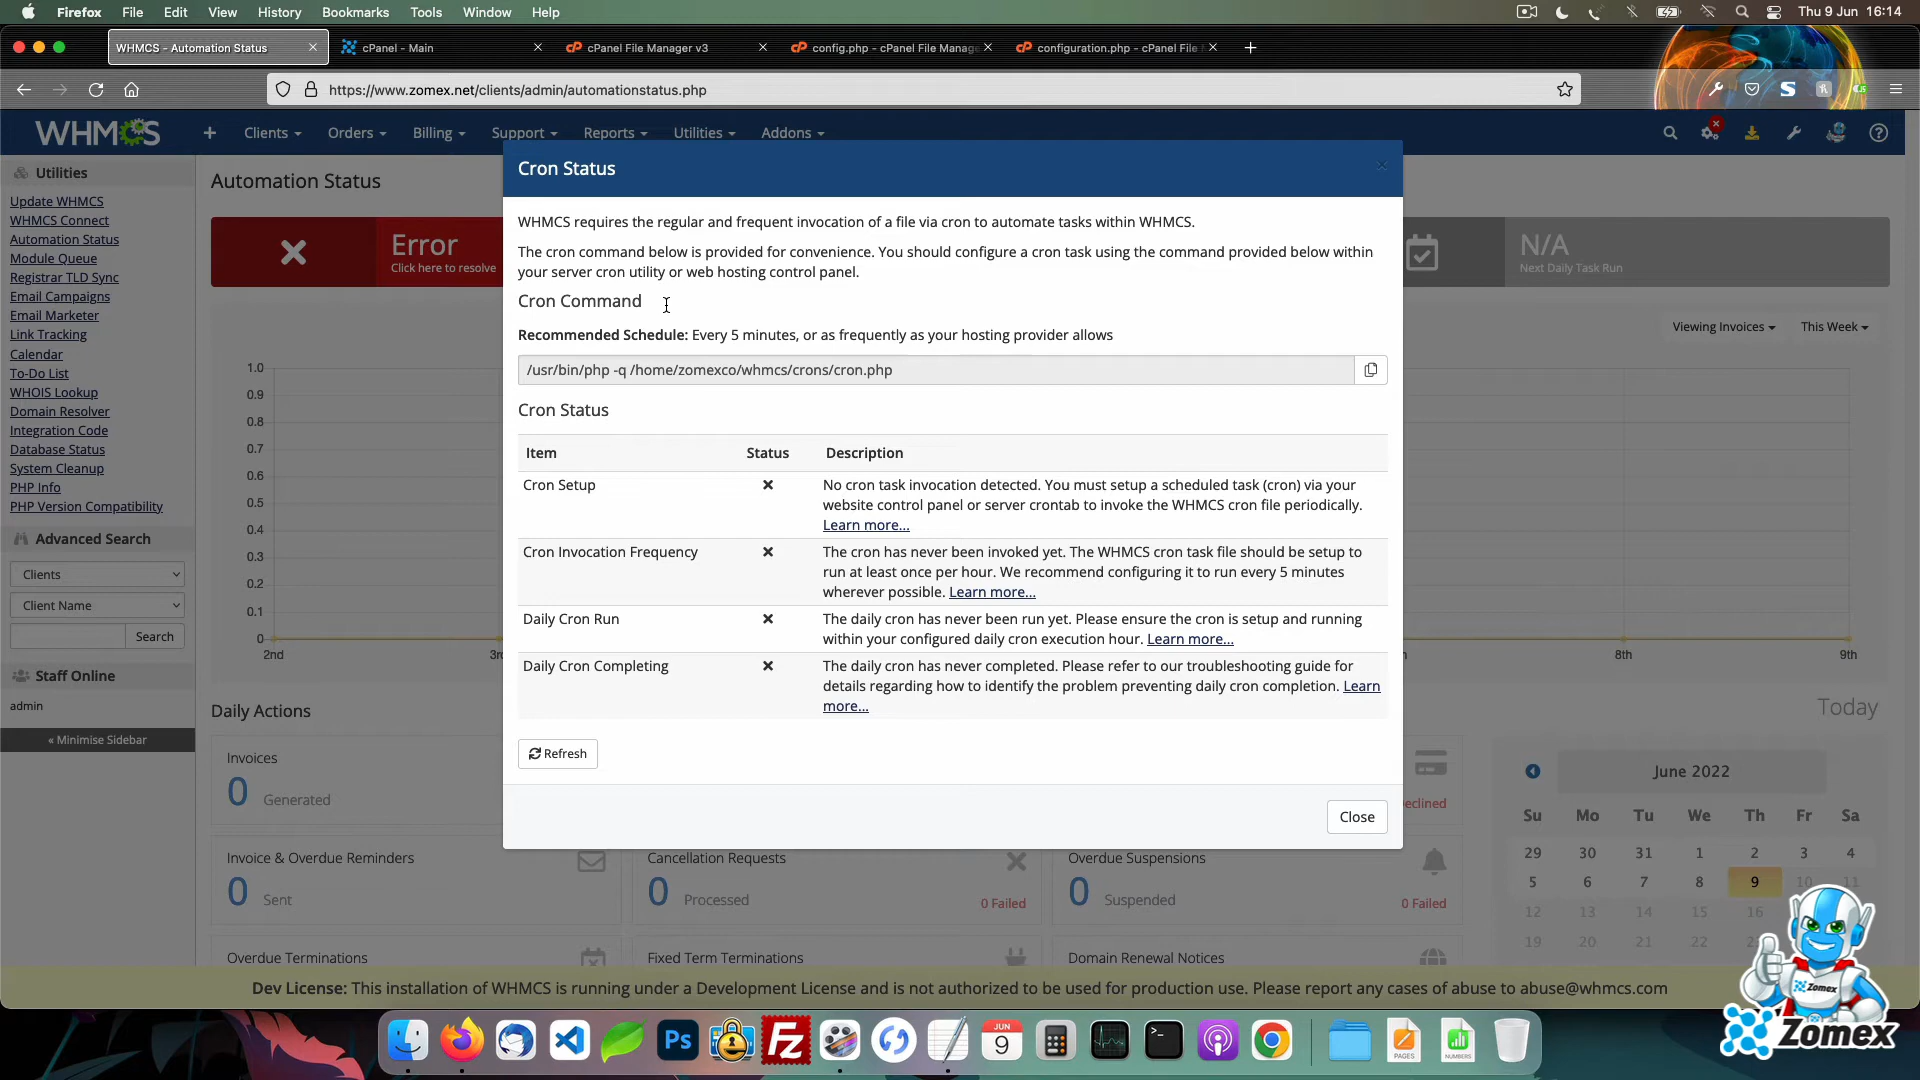 Firefox File Edit View History Bookmarks Tools Window Help Thu 9 Jun 16:14
WHMCS - Automation Status cPanel - Main cPanel File Manager v3 config.php - cPanel File Manage configuration.php - cPanel File
https://www.zomex.net/clients/admin/automationstatus.php
WHMCS Clients Orders Billing Support Reports Utilities Addons
Utilities
Update WHMCS
WHMCS Connect
Automation Status
Module Queue
Registrar TLD Sync
Email Campaigns
Email Marketer
Link Tracking
Calendar
To-Do List
WHOIS Lookup
Domain Resolver
Integration Code
Database Status
System Cleanup
PHP Info
PHP Version Compatibility
Advanced Search
Clients
Client Name
Search
Staff Online
admin
« Minimise Sidebar
Automation Status
Error
Click here to resolve
N/A
Next Daily Task Run
Viewing Invoices This Week
1.0
0.9
0.8
0.7
0.6
0.5
0.4
0.3
0.2
0.1
0
2nd 8th 9th
Cron Status
WHMCS requires the regular and frequent invocation of a file via cron to automate tasks within WHMCS.
The cron command below is provided for convenience. You should configure a cron task using the command provided below within
your server cron utility or web hosting control panel.
Cron Command
Recommended Schedule: Every 5 minutes, or as frequently as your hosting provider allows
/usr/bin/php -q /home/zomexco/whmcs/crons/cron.php
Cron Status
Item Status Description
Cron Setup No cron task invocation detected. You must setup a scheduled task (cron) via your
website control panel or server crontab to invoke the WHMCS cron file periodically.
Learn more...
Cron Invocation Frequency The cron has never been invoked yet. The WHMCS cron task file should be setup to
run at least once per hour. We recommend configuring it to run every 5 minutes
wherever possible. Learn more...
Daily Cron Run The daily cron has never been run yet. Please ensure the cron is setup and running
within your configured daily cron execution hour. Learn more...
Daily Cron Completing The daily cron has never completed. Please refer to our troubleshooting guide for
details regarding how to identify the problem preventing daily cron completion. Learn
more...
Refresh
Close
Daily Actions
Today
Invoices
0 Generated
Invoice & Overdue Reminders
0 Sent
Cancellation Requests
0 Processed 0 Failed
Overdue Suspensions
0 Suspended 0 Failed
Overdue Terminations
Fixed Term Terminations
Domain Renewal Notices
June 2022
Su Mo Tu We Th Fr Sa
29 30 31 1 2 3 4
5 6 7 8 9 10 11
12 13 14 15 16
19 20 21 22
Dev License: This installation of WHMCS is running under a Development License and is not authorized to be used for production use. Please report any cases of abuse to abuse@whmcs.com
Ps
Fz
JUN
9
PAGES
NUMBERS
Zomex
Zomex